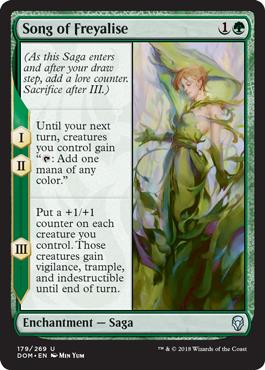 Song of Freyalise 1
(As this Saga enters
and after your draw
step, add a lore counter.
Sacrifice after III.)
I
II
Until your next
turn, creatures
you control gain
“: Add one
mana of any
color.”
III
Put a +1/+1
counter on each
creature you
control. Those
creatures gain
vigilance, trample,
and indestructible
until end of turn.
Enchantment — Saga
179/269 U
DOM • EN Min Yum
™ & © 2018 Wizards of the Coast